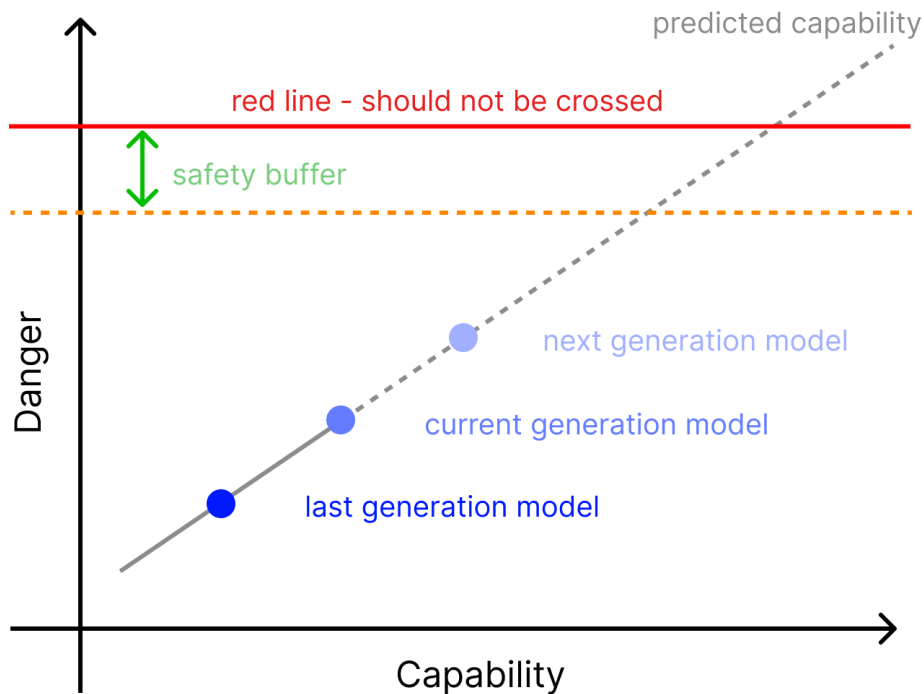 predicted capability
red line - should not be crossed
safety buffer
next generation model
current generation model
last generation model
Danger
Capability